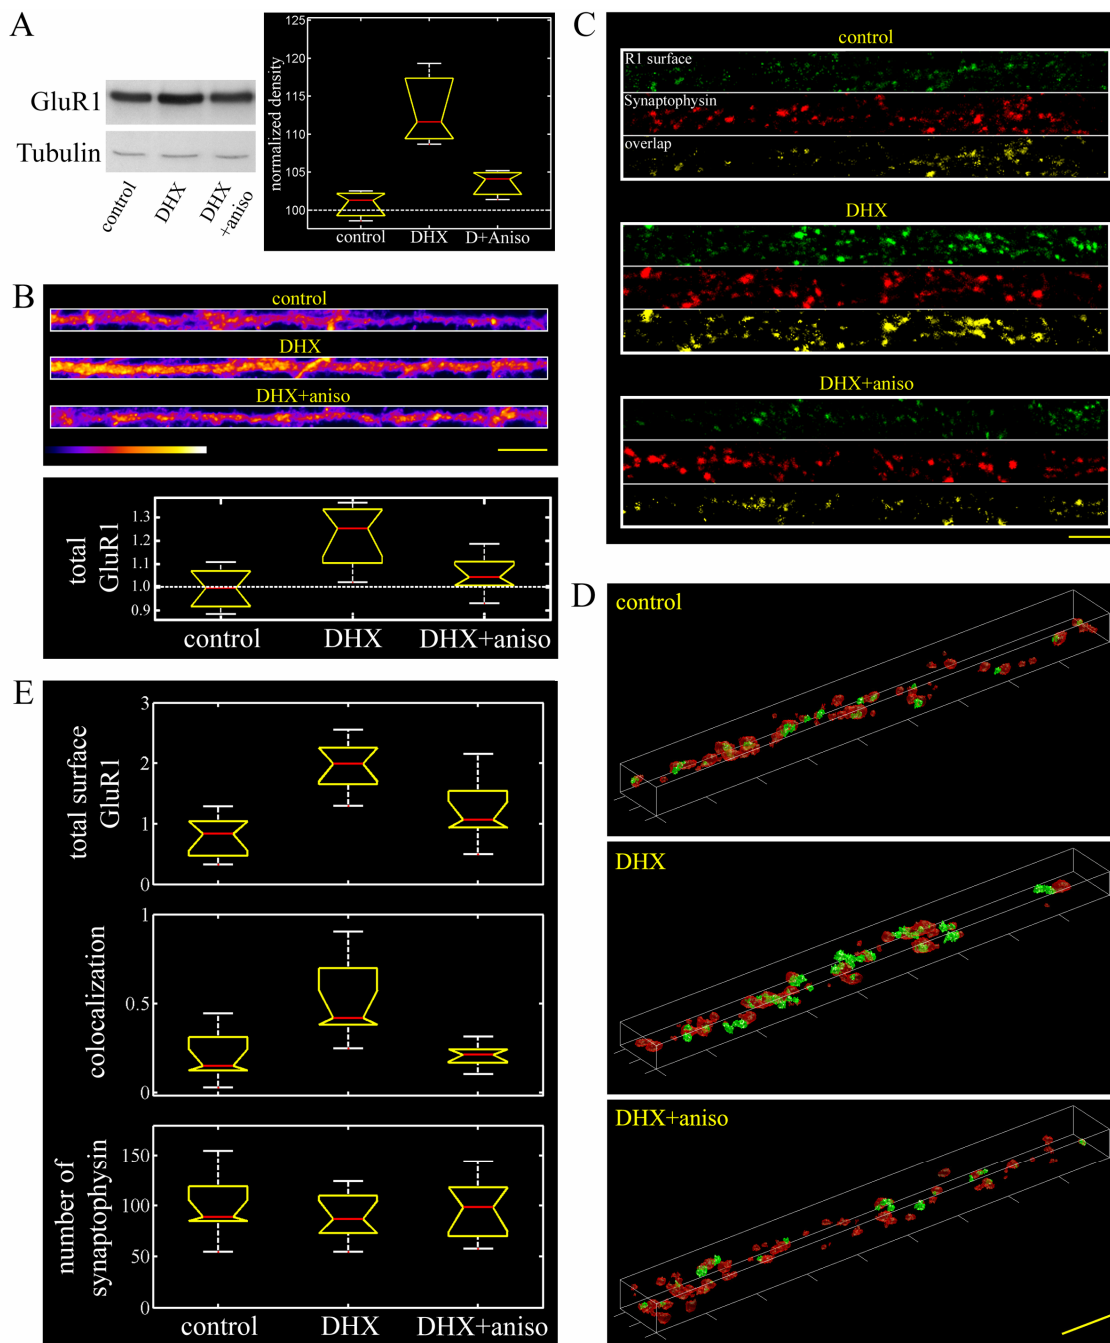 A
GluR1
Tubulin
control
DHX
DHX
+aniso
normalized density
125
120
115
110
105
100
control
DHX
D+Aniso
B
control
DHX
DHX+aniso
total
GluR1
1.3
1.2
1.1
1.0
0.9
control
DHX
DHX+aniso
C
control
R1 surface
Synaptophysin
overlap
DHX
DHX+aniso
D
control
DHX
DHX+aniso
E
total surface
GluR1
3
2
1
0
colocalization
1
0.5
0
number of
synaptophysin
150
100
50
0
control
DHX
DHX+aniso